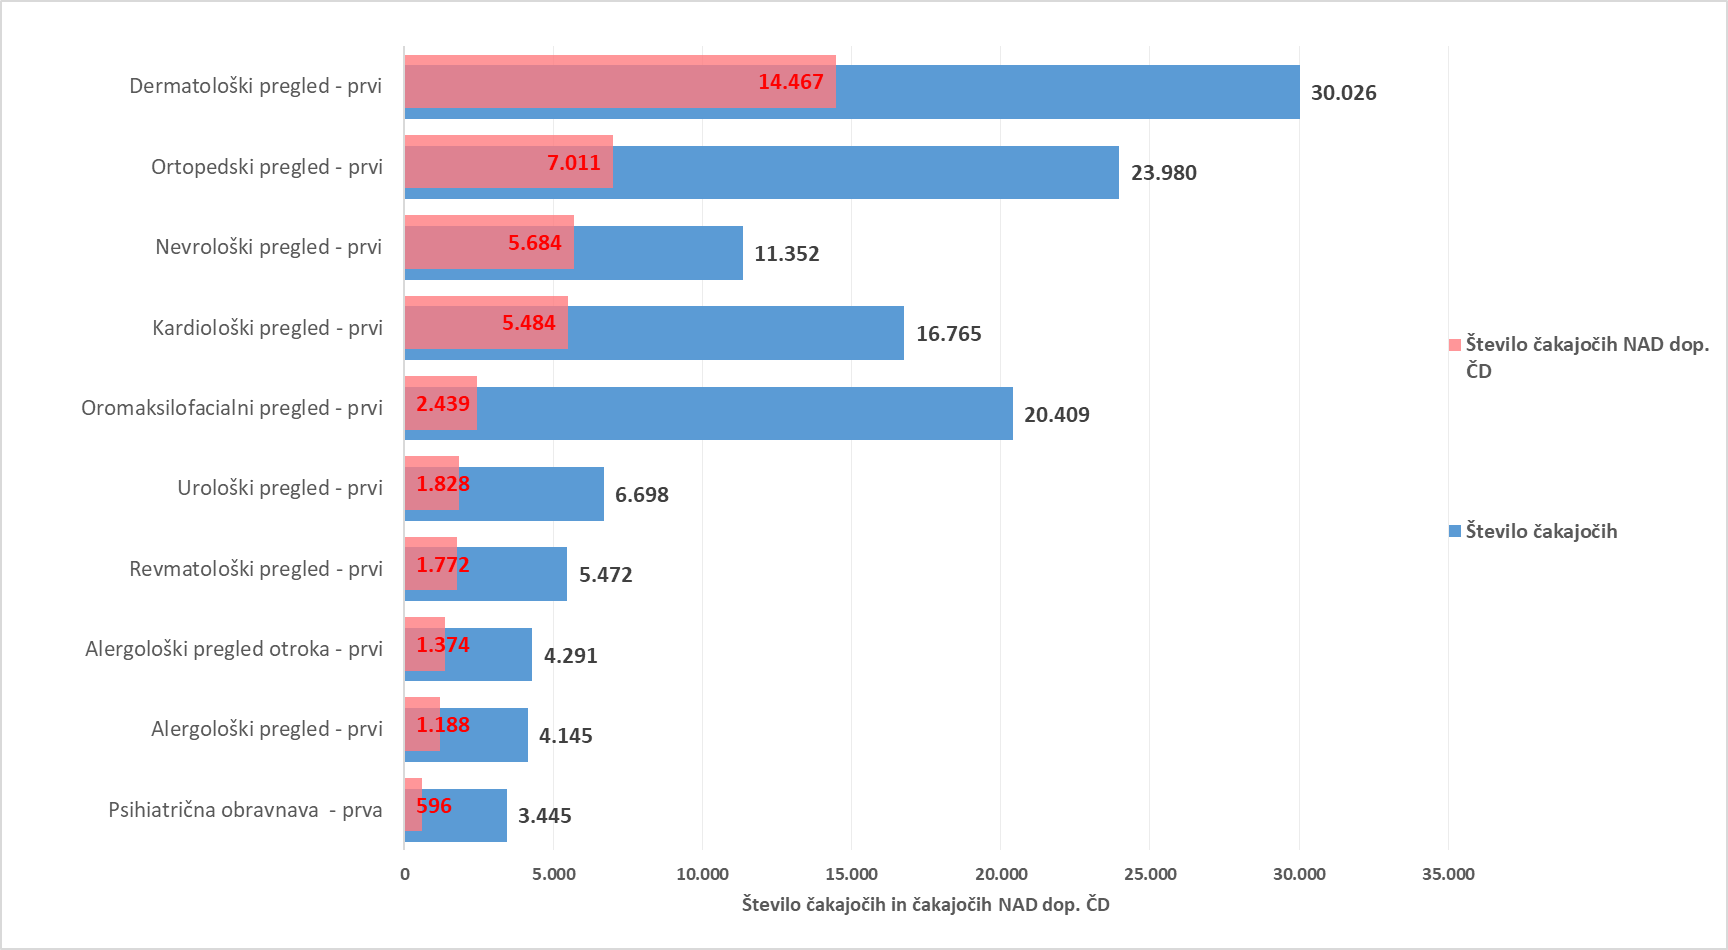 Dermatološki pregled - prvi
14.467
30.026
Ortopedski pregled - prvi
7.011
23.980
Nevrološki pregled - prvi
5.684
11.352
Kardiološki pregled - prvi
5.484
16.765
Oromaksilofacialni pregled - prvi
2.439
20.409
Urološki pregled - prvi
1.828
6.698
Revmatološki pregled - prvi
1.772
5.472
Alergološki pregled otroka - prvi
1.374
4.291
Alergološki pregled - prvi
1.188
4.145
Psihiatrična obravnava  - prva
596
3.445
0
5.000
10.000
15.000
20.000
25.000
30.000
35.000
Število čakajočih in čakajočih NAD dop. ČD
Število čakajočih NAD dop.
ČD
Število čakajočih